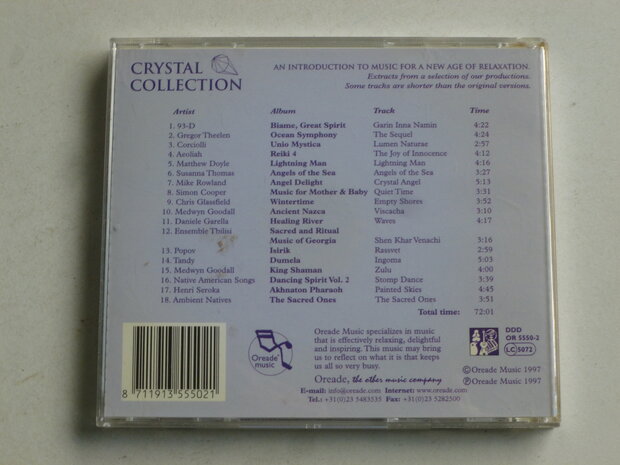 CRYSTAL
COLLECTION
AN INTRODUCTION TO MUSIC FOR A NEW AGE OF RELAXATION.
Extracts from a selection of our productions.
Some tracks are shorter than the original versions.
Artist Album Track Time
1. 93-D Biame, Great Spirit Garin Inna Namin 4:22
2. Gregor Theelen Ocean Symphony The Sequel 4:24
3. Corciolli Unio Mystica Lumen Naturae 2:57
4. Aeoliah Reiki 4 The Joy of Innocence 4:12
5. Matthew Doyle Lightning Man Lightning Man 4:16
6. Susanna Thomas Angels of the Sea Angels of the Sea 3:27
7. Mike Rowland Angel Delight Crystal Angel 5:13
8. Simon Cooper Music for Mother & Baby Quiet Time 3:31
9. Chris Glassfield Wintertime Empty Shores 3:52
10. Medwyn Goodall Ancient Nazca Viscacha 3:10
11. Daniele Garella Healing River Waves 4:17
12. Ensemble Tbilisi Sacred and Ritual
Music of Georgia Shen Khar Venachi 3:16
13. Popov Isirik Rassvet 2:59
14. Tandy Dumela Ingoma 5:03
15. Medwyn Goodall King Shaman Zulu 4:00
16. Native American Songs Dancing Spirit Vol. 2 Stomp Dance 3:39
17. Henri Seroka Akhnaton Pharaoh Painted Skies 4:45
18. Ambient Natives The Sacred Ones The Sacred Ones 3:51
Total time: 72:01
8 711913 555021
Oreade
music
Oreade Music specializes in music
that is effectively relaxing, delightful
and inspiring. This music may bring
us to reflect on what it is that keeps
us all so very busy.
Oreade, the other music company
E-mail: info@oreade.com Internet: www.oreade.com
Tel.: +31(0)23 5483535 Fax: +31(0)23 5282500
DDD
OR 5550-2
LC 5072
©Oreade Music 1997
℗Oreade Music 1997